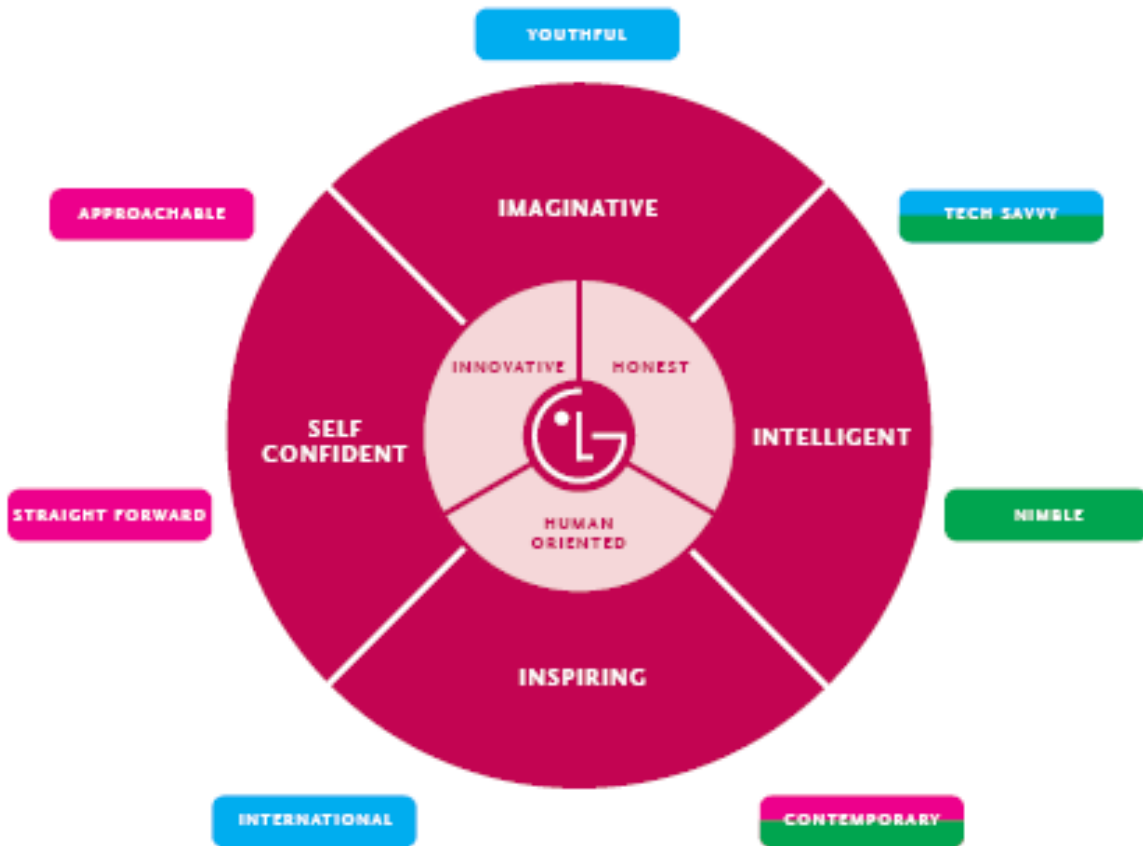 YOUTHFUL
APPROACHABLE
IMAGINATIVE
TECH SAVVY
INNOVATIVE
HONEST
LG
SELF
CONFIDENT
INTELLIGENT
STRAIGHT FORWARD
HUMAN
ORIENTED
NIMBLE
INSPIRING
INTERNATIONAL
CONTEMPORARY